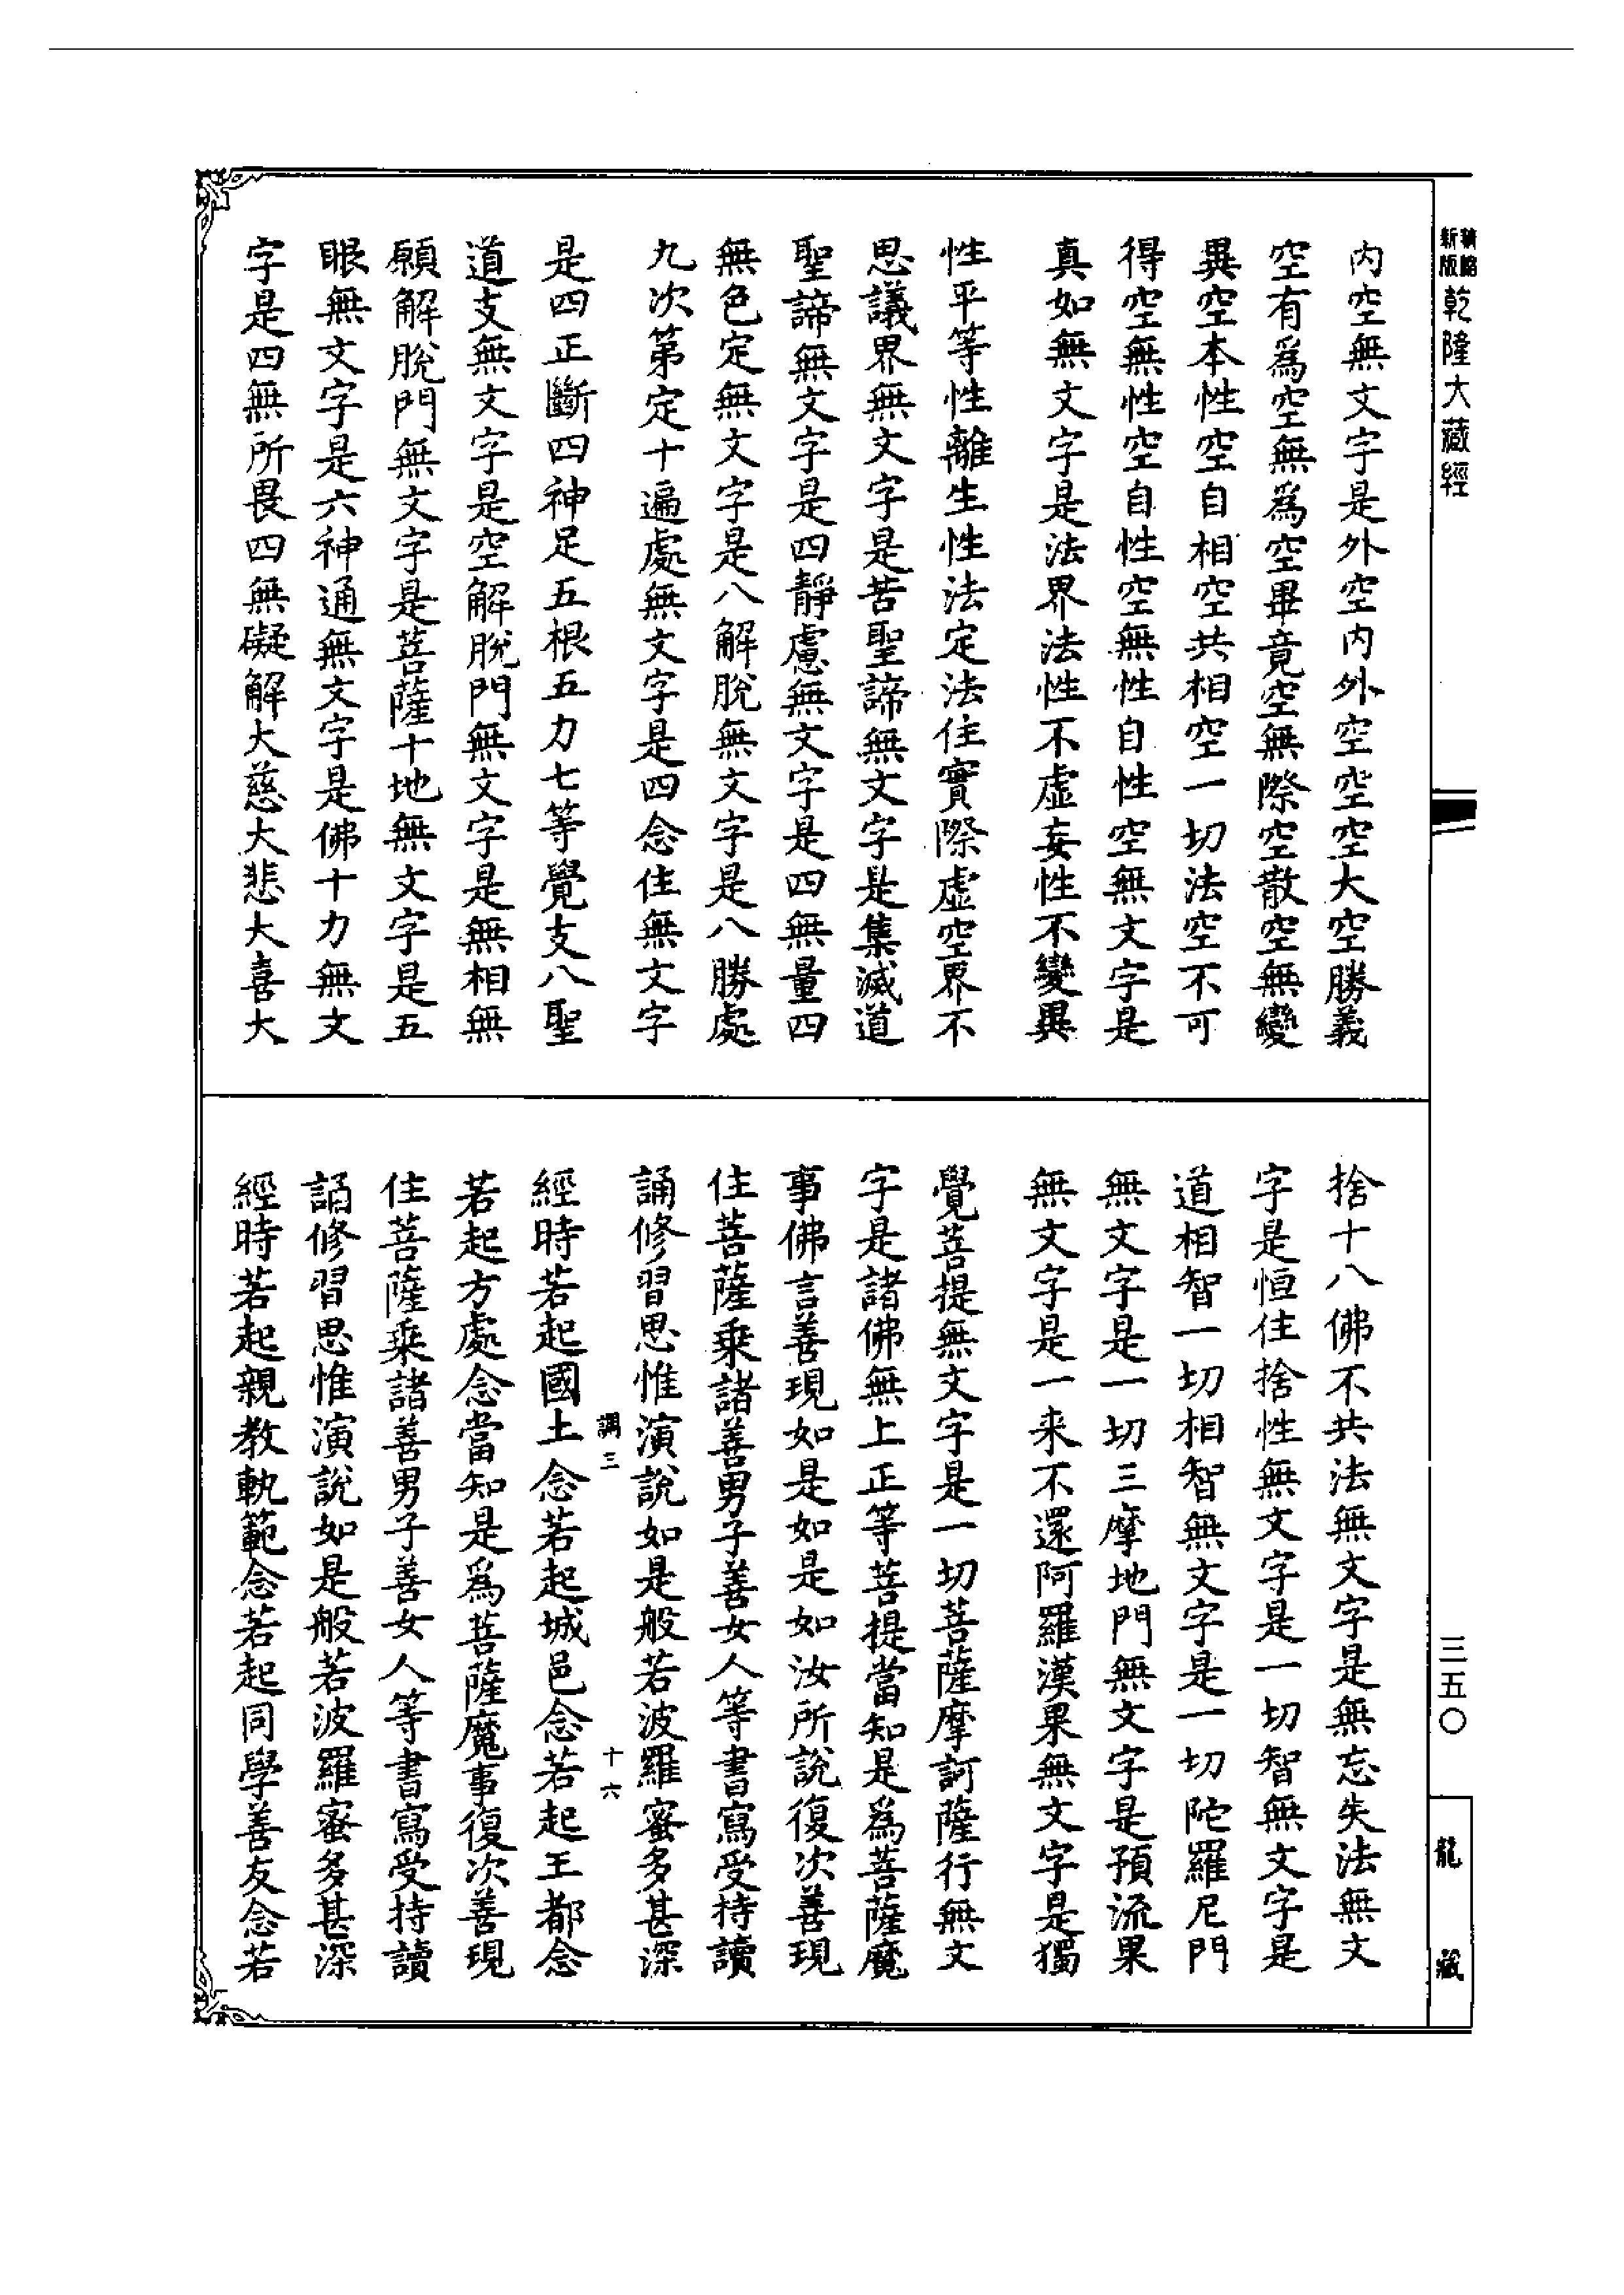 新版
乾隆大藏經
三五〇
龍藏
內空無文字是外空內外空空空大空勝義
空有爲空無爲空畢竟空無際空散空無變
異空本性空自相空共相空一切法空不可
得空無性空自性空無性自性空無文字是
真如無文字是法界法性不虛妄性不變異
性平等性離生性法定法住實際虛空界不
思議界無文字是苦聖諦無文字是集滅道
聖諦無文字是四靜慮無文字是四無量四
無色定無文字是八解脫無文字是八勝處
九次第定十遍處無文字是四念住無文字
是四正斷四神足五根五力七等覺支八聖
道支無文字是空解脫門無文字是無相無
願解脫門無文字是菩薩十地無文字是五
眼無文字是六神通無文字是佛十力無文
字是四無所畏四無礙解大慈大悲大喜大
捨十八佛不共法無文字是無忘失法無文
字是恒住捨性無文字是一切智無文字是
道相智一切相智無文字是一切陀羅尼門
無文字是一切三摩地門無文字是預流果
無文字是一来不還阿羅漢果無文字是獨
覺菩提無文字是一切菩薩摩訶薩行無文
字是諸佛無上正等菩提當知是爲菩薩魔
事佛言善現如是如是如汝所說復次善現
住菩薩乘諸善男子善女人等書寫受持讀
誦修習思惟演說如是般若波羅蜜多甚深
調三 十六
經時若起國土念若起城邑念若起王都念
若起方處念當知是爲菩薩魔事復次善現
住菩薩乘諸善男子善女人等書寫受持讀
誦修習思惟演說如是般若波羅蜜多甚深
經時若起親教軌範念若起同學善友念若